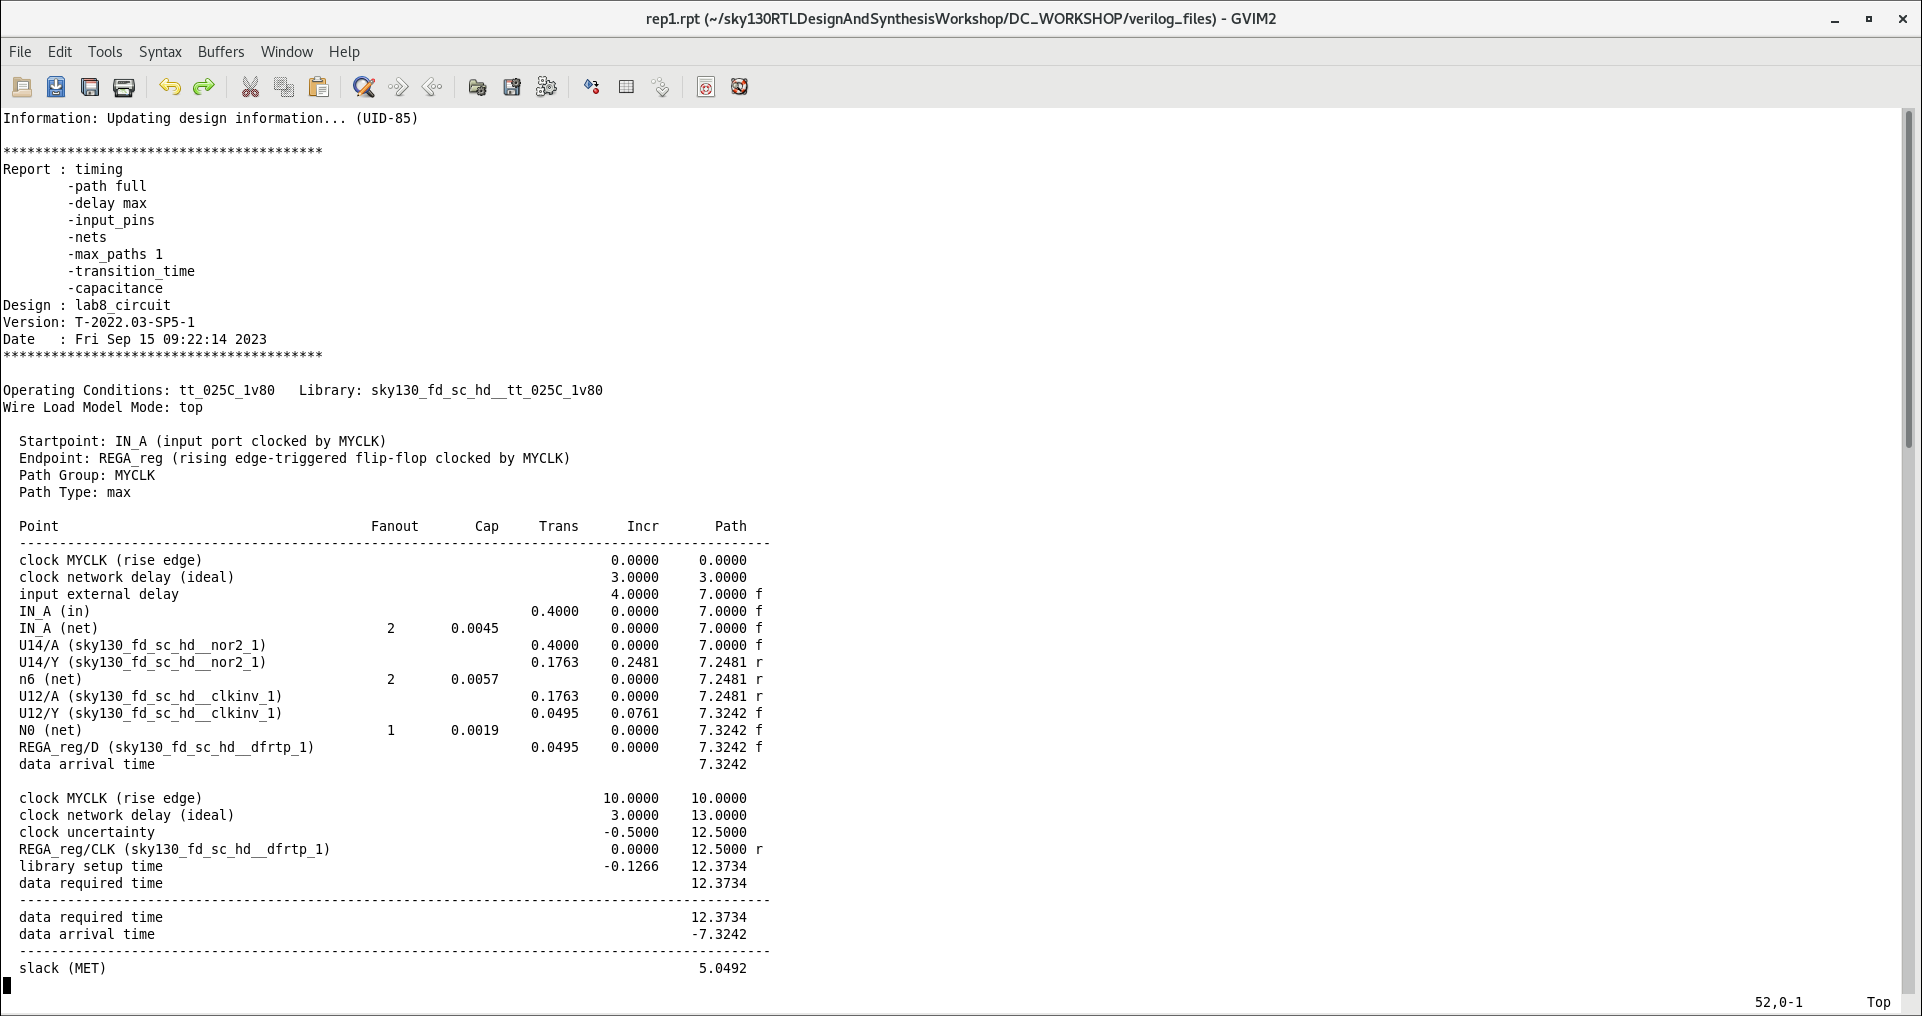 rep1.rpt (~/sky130RTLDesignAndSynthesisWorkshop/DC_WORKSHOP/verilog_files) - GVIM2
File Edit Tools Syntax Buffers Window Help
Information: Updating design information... (UID-85)
****************************************
Report : timing
        -path full
        -delay max
        -input_pins
        -nets
        -max_paths 1
        -transition_time
        -capacitance
Design : lab8_circuit
Version: T-2022.03-SP5-1
Date   : Fri Sep 15 09:22:14 2023
****************************************
Operating Conditions: tt_025C_1v80   Library: sky130_fd_sc_hd__tt_025C_1v80
Wire Load Model Mode: top
  Startpoint: IN_A (input port clocked by MYCLK)
  Endpoint: REGA_reg (rising edge-triggered flip-flop clocked by MYCLK)
  Path Group: MYCLK
  Path Type: max
  Point                                       Fanout       Cap     Trans      Incr       Path
  ----------------------------------------------------------------------------------------------
  clock MYCLK (rise edge)                                                   0.0000     0.0000
  clock network delay (ideal)                                               3.0000     3.0000
  input external delay                                                      4.0000     7.0000 f
  IN_A (in)                                                       0.4000    0.0000     7.0000 f
  IN_A (net)                                    2       0.0045              0.0000     7.0000 f
  U14/A (sky130_fd_sc_hd__nor2_1)                                 0.4000    0.0000     7.0000 f
  U14/Y (sky130_fd_sc_hd__nor2_1)                                 0.1763    0.2481     7.2481 r
  n6 (net)                                      2       0.0057              0.0000     7.2481 r
  U12/A (sky130_fd_sc_hd__clkinv_1)                               0.1763    0.0000     7.2481 r
  U12/Y (sky130_fd_sc_hd__clkinv_1)                               0.0495    0.0761     7.3242 f
  N0 (net)                                      1       0.0019              0.0000     7.3242 f
  REGA_reg/D (sky130_fd_sc_hd__dfrtp_1)                           0.0495    0.0000     7.3242 f
  data arrival time                                                                    7.3242
  clock MYCLK (rise edge)                                                  10.0000    10.0000
  clock network delay (ideal)                                               3.0000    13.0000
  clock uncertainty                                                        -0.5000    12.5000
  REGA_reg/CLK (sky130_fd_sc_hd__dfrtp_1)                                   0.0000    12.5000 r
  library setup time                                                       -0.1266    12.3734
  data required time                                                                  12.3734
  ----------------------------------------------------------------------------------------------
  data required time                                                                  12.3734
  data arrival time                                                                   -7.3242
  ----------------------------------------------------------------------------------------------
  slack (MET)                                                                          5.0492
52,0-1        Top